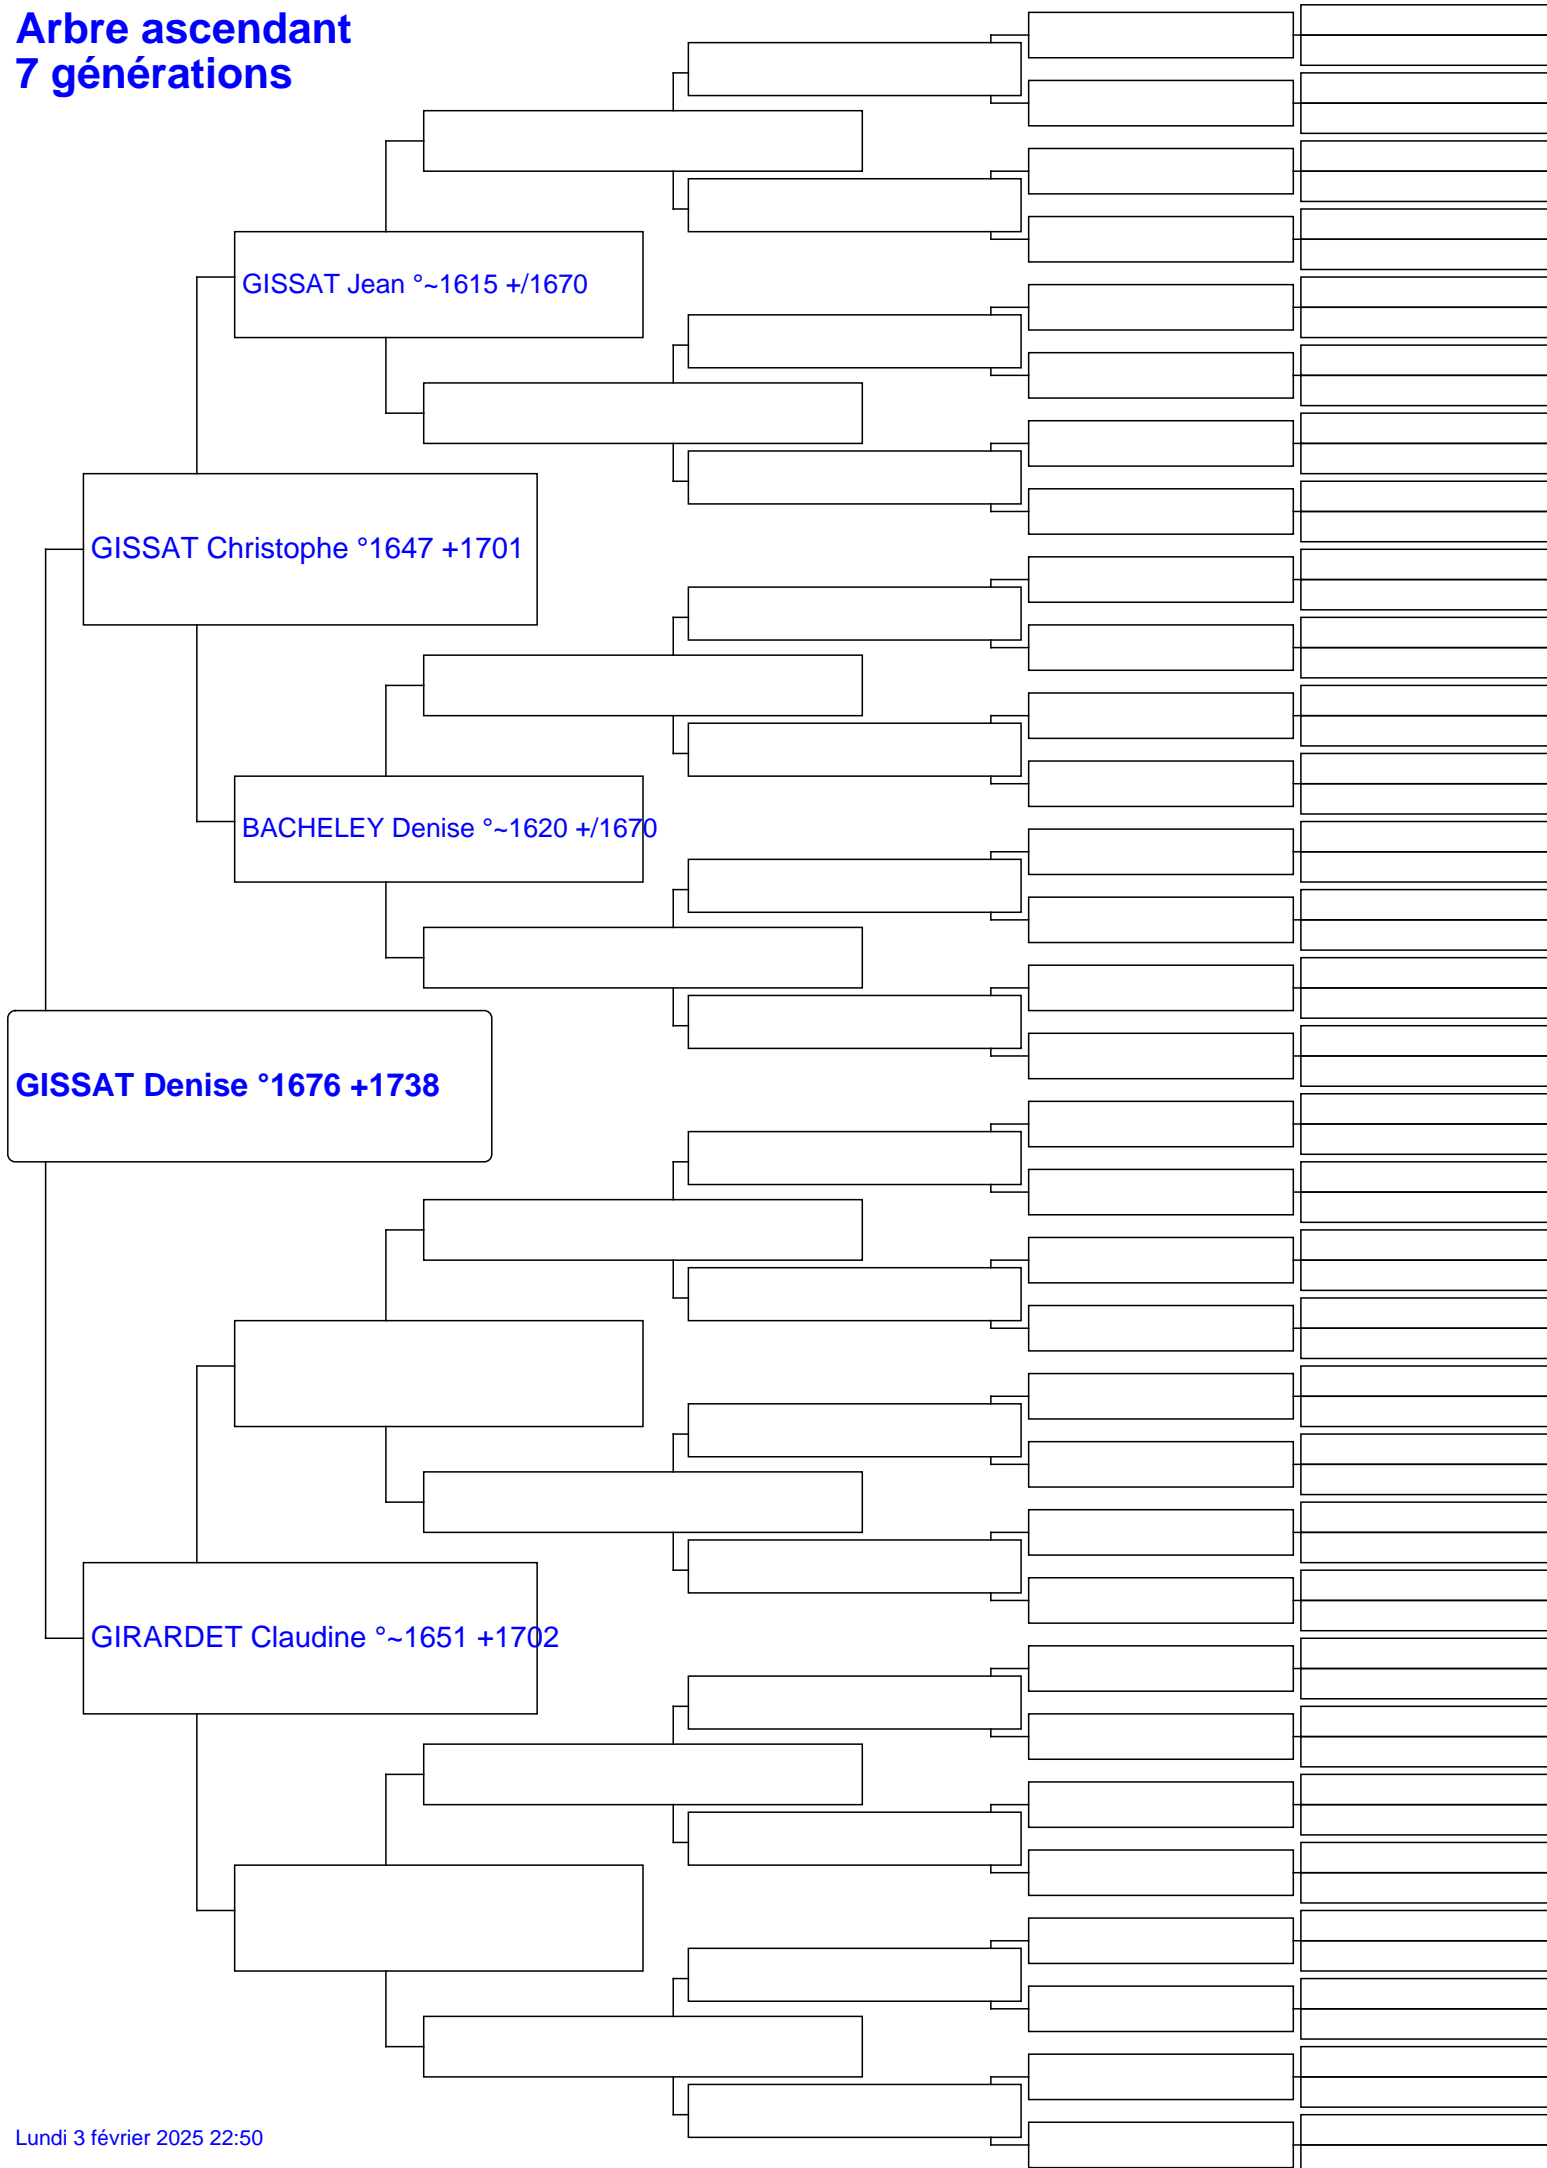 Arbre ascendant
7 générations
GISSAT Jean °~1615 +/1670
GISSAT Christophe °1647 +1701
BACHELEY Denise °~1620 +/1670
GISSAT Denise °1676 +1738
GIRARDET Claudine °~1651 +1702
Lundi 3 février 2025 22:50